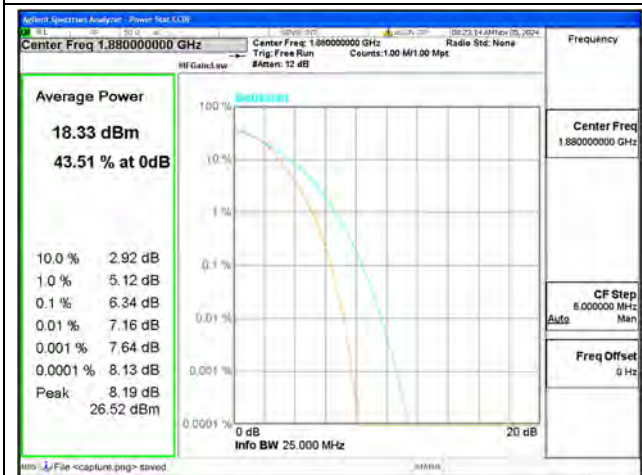 Agilent Spectrum Analyzer - Power Stat CCDF
Center Freq 1.880000000 GHz
Center Freq: 1.880000000 GHz
Radio Std: None
Trig: Free Run
Counts:1.00 M/1.00 Mpt
#IFGain:Low
#Atten: 12 dB
Frequency
Average Power
18.33 dBm
43.51 % at 0dB
10.0 % 2.92 dB
1.0 % 5.12 dB
0.1 % 6.34 dB
0.01 % 7.16 dB
0.001 % 7.64 dB
0.0001 % 8.13 dB
Peak 8.19 dB
26.52 dBm
Gaussian
100 %
10 %
1 %
0.1 %
0.01 %
0.001 %
0.0001 %
0 dB
20 dB
Info BW 25.000 MHz
Center Freq
1.880000000 GHz
CF Step
6.000000 MHz
Auto Man
Freq Offset
0 Hz
MSG File <capture.png> saved
STATUS